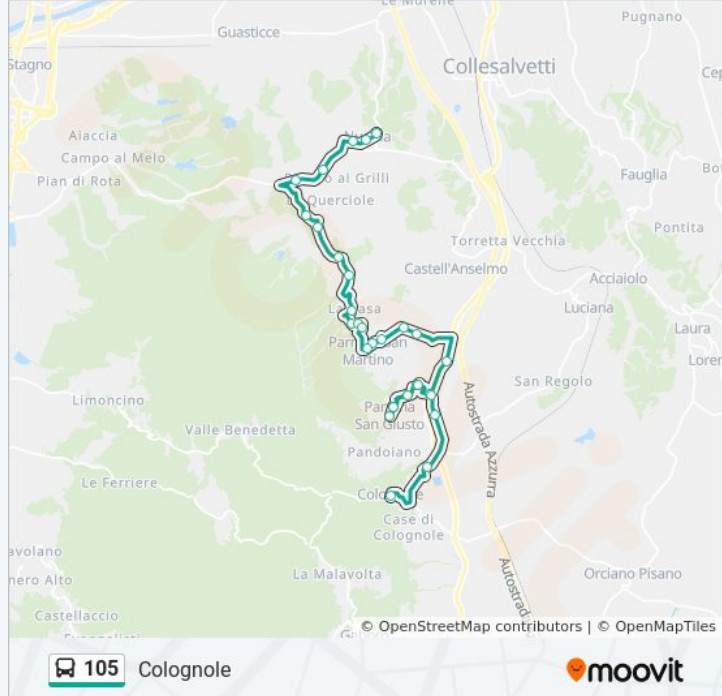 Le Murelle
Pugnano
Guasticce
Stagno
Collesalvetti
Aiaccia
Campo al Melo
Pian di Rota
ai Grilli
Querciole
Fauglia
Pontita
Torretta Vecchia
Castell'Anselmo
Acciaiolo
Luciana
Laura
Martino
San Regolo
Limoncino
San Giusto
Valle Benedetta
Autostrada Azzurra
Pandoiano
Le Ferriere
Case di
Colognole
La Malavolta
Orciano Pisano
Castellaccio
© OpenStreetMap contributors | © OpenMapTiles
105 Colognole
moovit